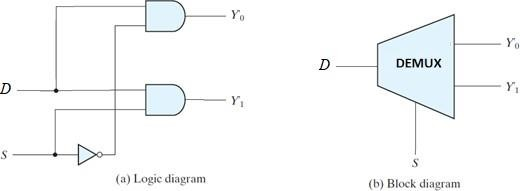 Y₀
D
Y₁
S
(a) Logic diagram
D
DEMUX
Y₀
Y₁
S
(b) Block diagram